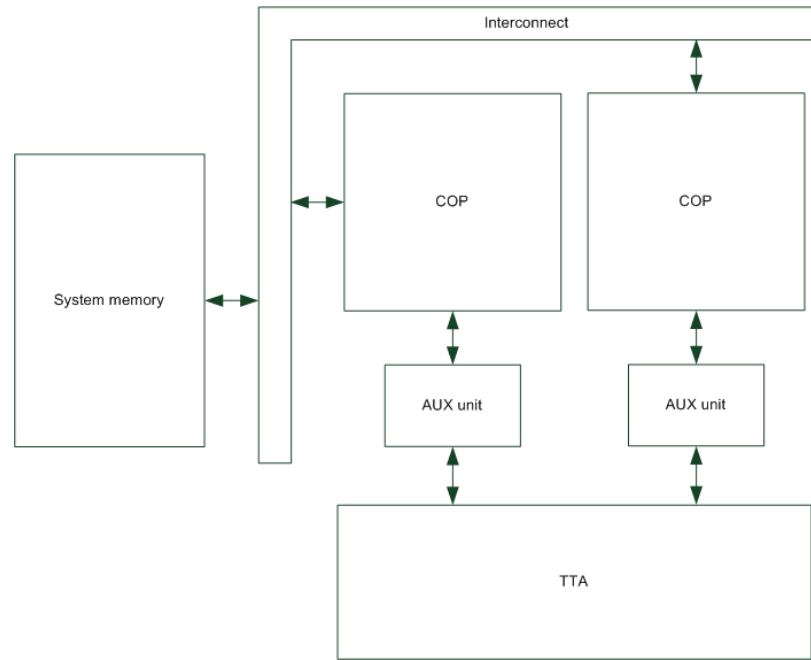 Interconnect
COP
COP
System memory
AUX unit
AUX unit
TTA